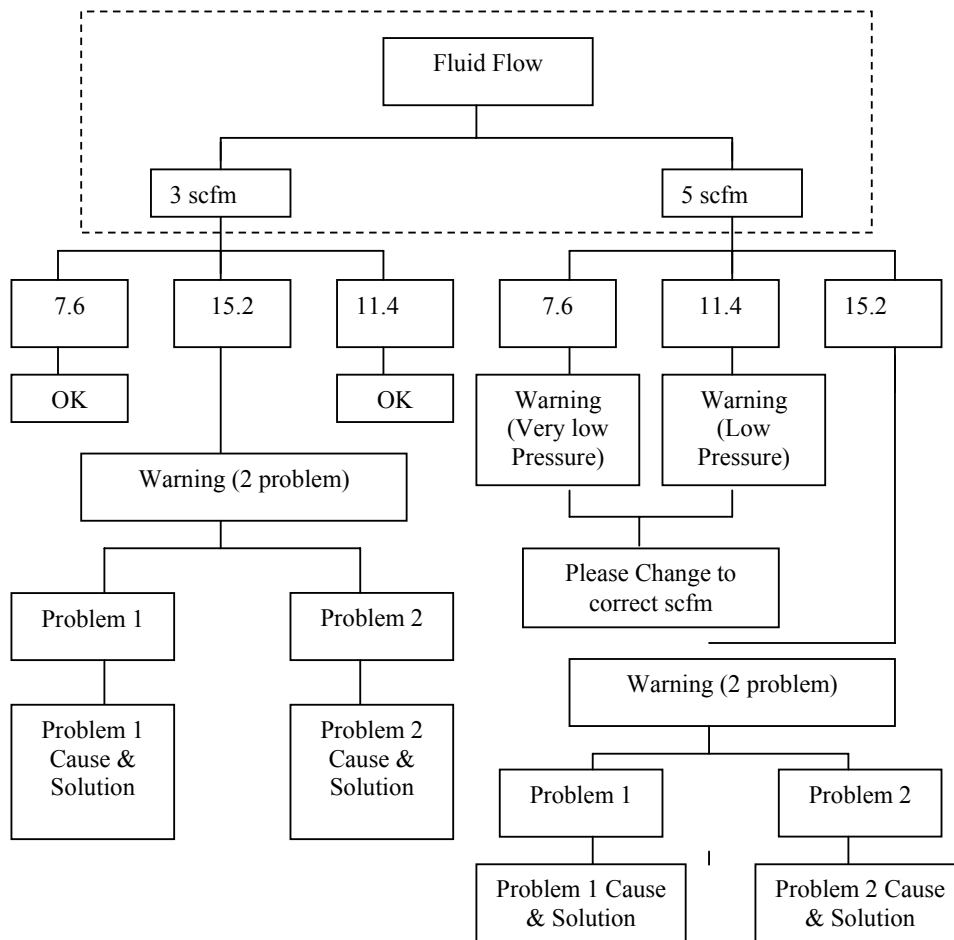 Fluid Flow
3 scfm
5 scfm
7.6
15.2
11.4
7.6
11.4
15.2
OK
OK
Warning
(Very low
Pressure)
Warning
(Low
Pressure)
Warning (2 problem)
Please Change to
correct scfm
Problem 1
Problem 2
Warning (2 problem)
Problem 1
Cause &
Solution
Problem 2
Cause &
Solution
Problem 1
Problem 2
Problem 1 Cause
& Solution
Problem 2 Cause
& Solution